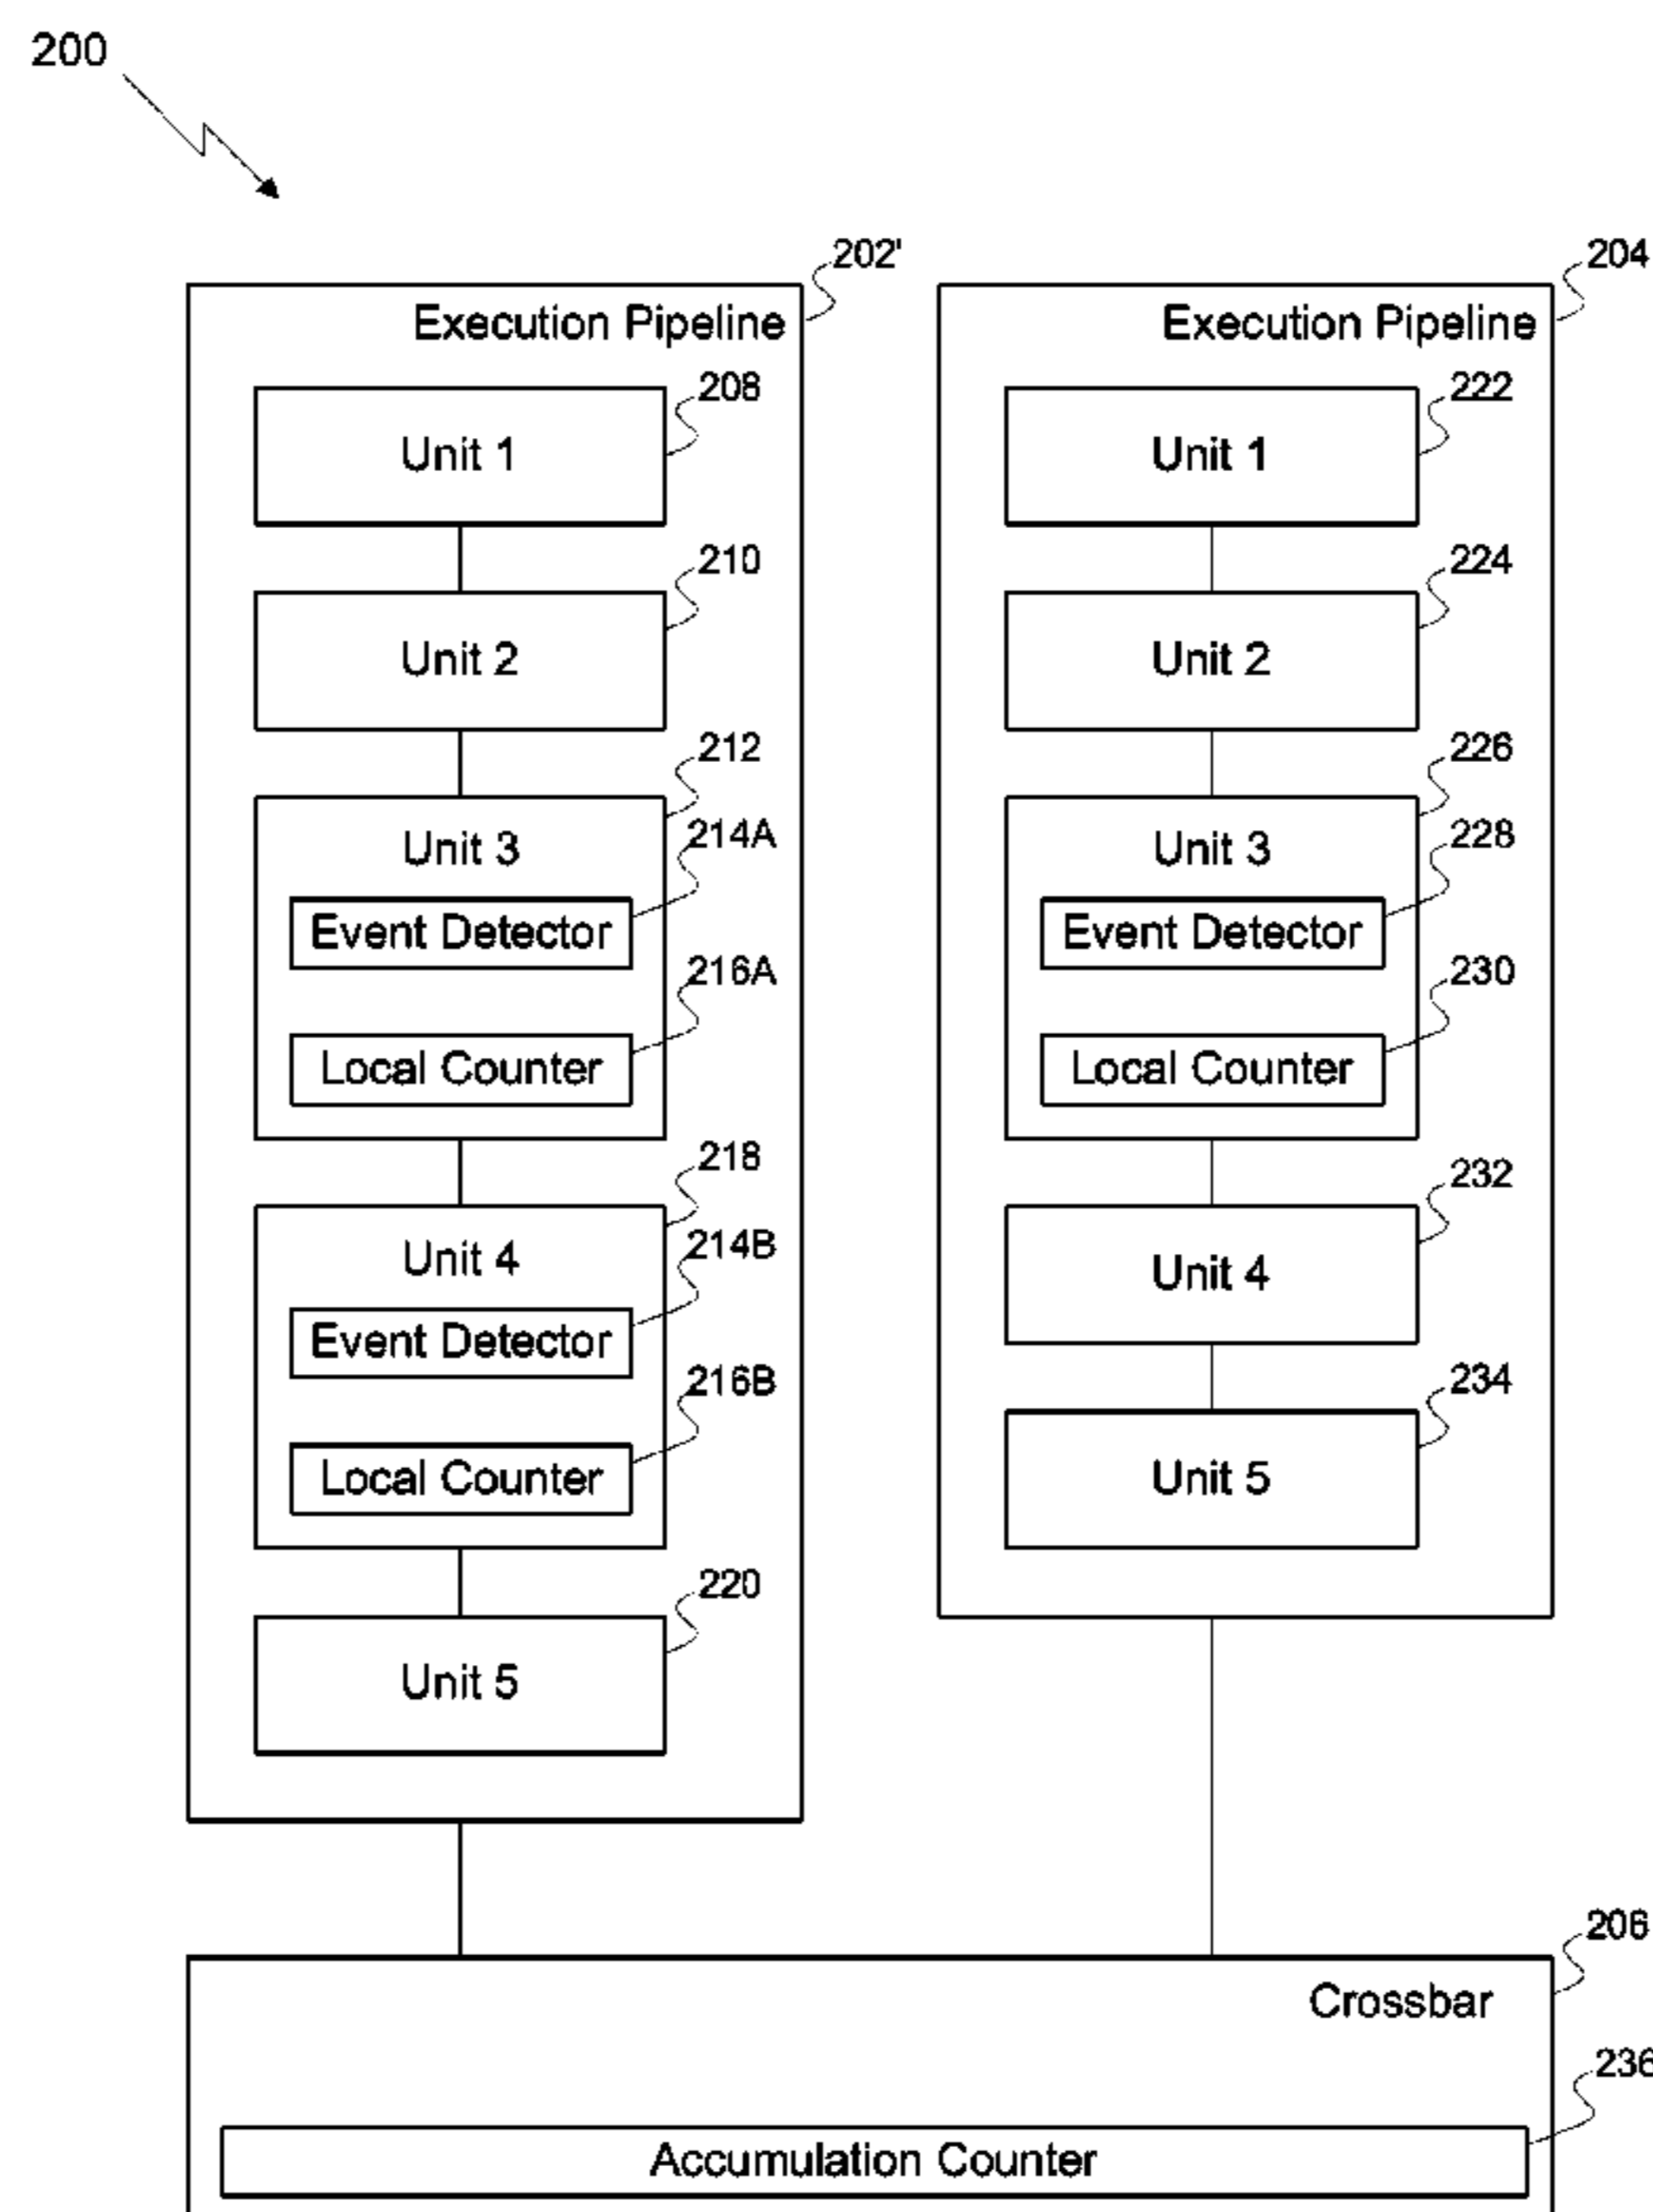 200
202'
204
Execution Pipeline
Execution Pipeline
208
222
Unit 1
Unit 1
210
224
Unit 2
Unit 2
212
226
Unit 3
Unit 3
214A
228
Event Detector
Event Detector
216A
230
Local Counter
Local Counter
218
232
Unit 4
Unit 4
214B
Event Detector
216B
234
Local Counter
Unit 5
220
Unit 5
206
Crossbar
236
Accumulation Counter